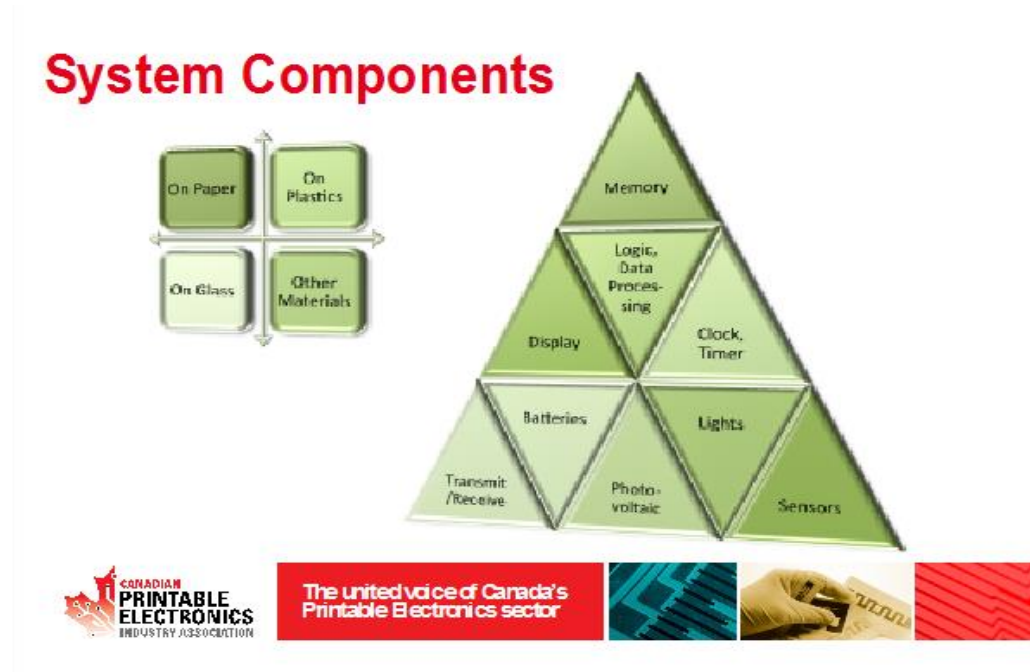 System Components
On Paper
On
Plastics
On Glass
Other
Materials
Memory
Logic,
Data
Proces-
sing
Display
Clock,
Timer
Batteries
Lights
Transmit
/Receive
Photo-
voltaic
Sensors
CANADIAN
PRINTABLE
ELECTRONICS
INDUSTRY ASSOCIATION
The united voice of Canada's
Printable Electronics sector